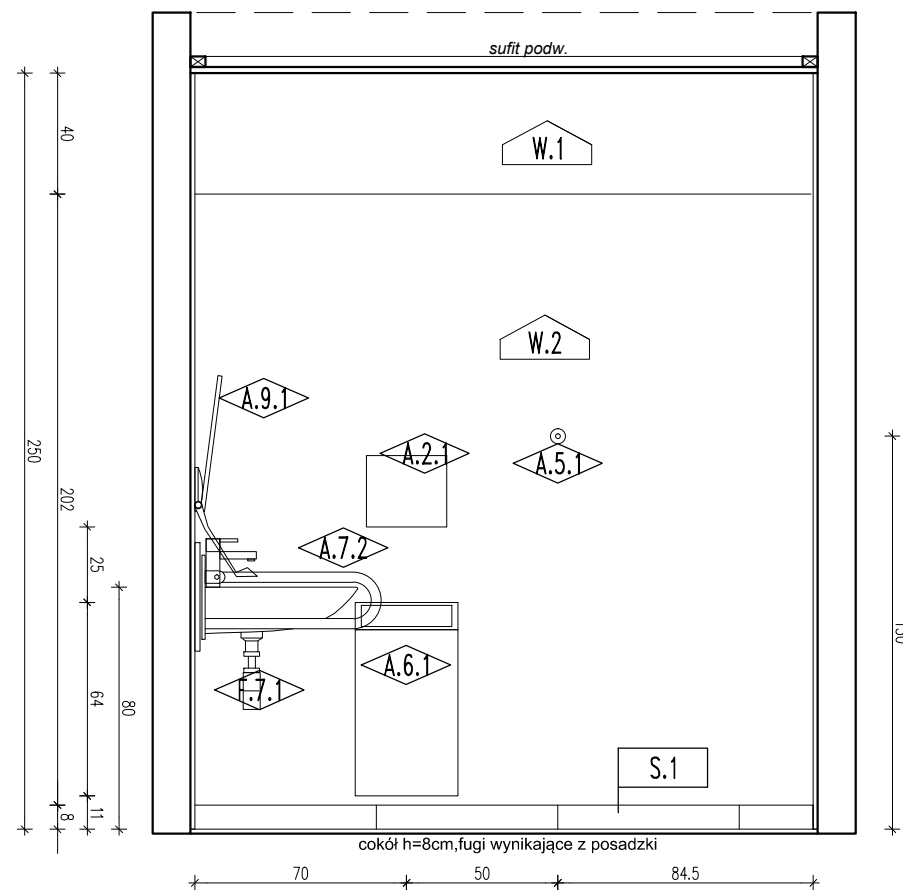 sufit podw.
40
W.1
W.2
A.9.1
A.2.1
A.5.1
250
202
A.7.2
25
A.6.1
F.7.1
64
80
S.1
8
11
cokół h=8cm,fugi wynikające z posadzki
70
50
84.5